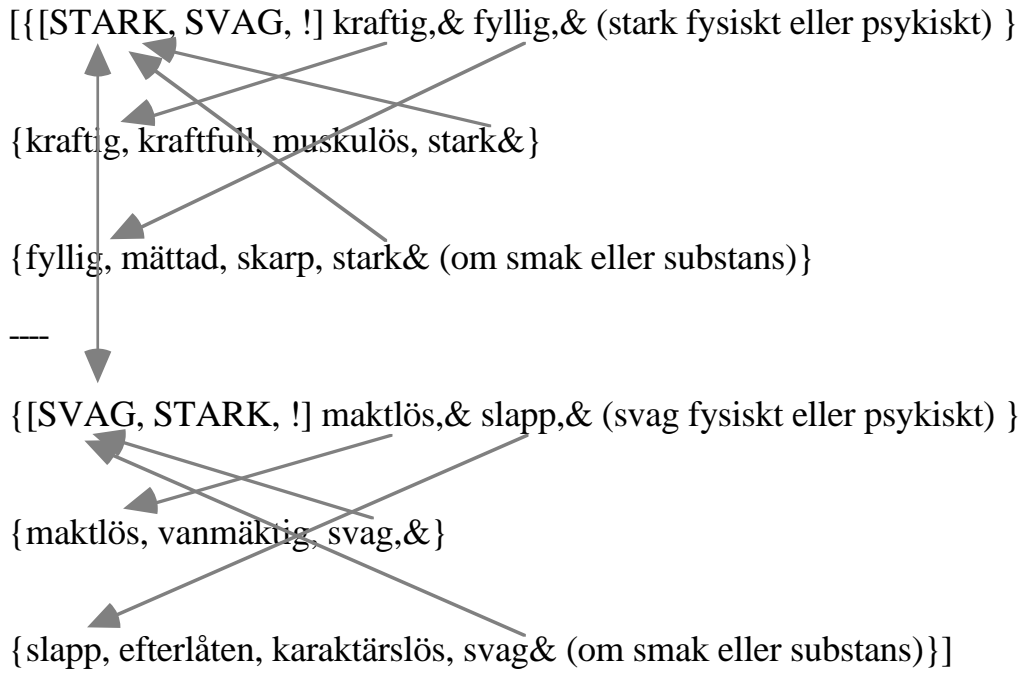 [{[STARK, SVAG, !] kraftig,& fyllig,& (stark fysiskt eller psykiskt) }
{kraftig, kraftfull, muskulös, stark&}
{fyllig, mättad, skarp, stark& (om smak eller substans)}
----
{[SVAG, STARK, !] maktlös,& slapp,& (svag fysiskt eller psykiskt) }
{maktlös, vanmäktig, svag,&}
{slapp, efterlåten, karaktärslös, svag& (om smak eller substans)}]